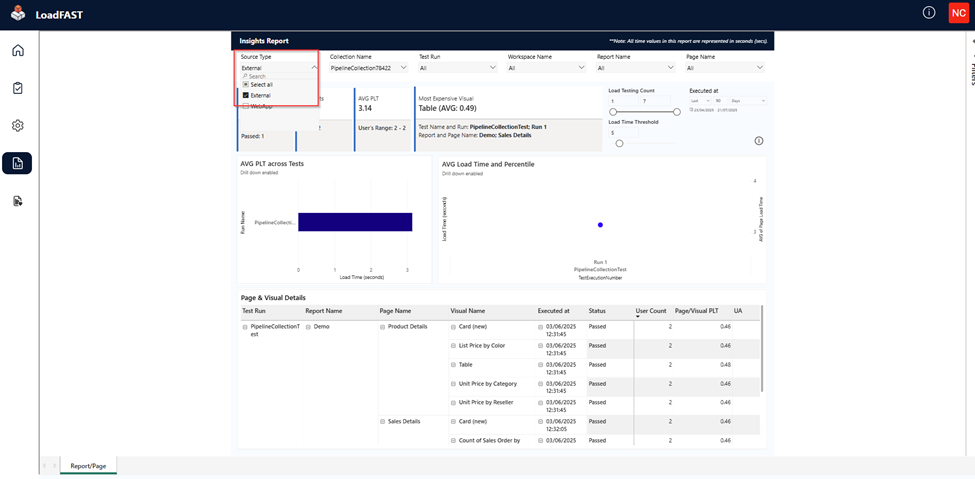 LoadFAST
NC
Insights Report
**Note: All time values in this report are represented in seconds (secs).
Source Type
Collection Name
Test Run
Workspace Name
Report Name
Page Name
External
PipelineCollection78422
All
All
All
All
Search
Select all
External
WebApp
Passed: 1
AVG PLT
3.14
User's Range: 2 - 2
Most Expensive Visual
Table (AVG: 0.49)
Test Name and Run: PipelineCollectionTest; Run 1
Report and Page Name: Demo; Sales Details
Load Testing Count
1
7
Load Time Threshold
5
Executed at
Last
90
Days
AVG PLT across Tests
Drill down enabled
Run Name
PipelineCollecti...
0 1 2 3
Load Time (seconds)
AVG Load Time and Percentile
Drill down enabled
Load Time (seconds)
4
3
AVG of Page Load Time
Run 1
PipelineCollectionTest
TestExecutionNumber
Page & Visual Details
Test Run Report Name Page Name Visual Name Executed at Status User Count Page/Visual PLT UA
PipelineCollectionT
est
Demo Product Details Card (new) 03/06/2025
12:31:45
Passed 2 0.46
List Price by Color 03/06/2025
12:31:45
Passed 2 0.46
Table 03/06/2025
12:31:45
Passed 2 0.48
Unit Price by Category 03/06/2025
12:31:45
Passed 2 0.46
Unit Price by Reseller 03/06/2025
12:31:45
Passed 2 0.46
Sales Details Card (new) 03/06/2025
12:32:05
Passed 2 0.46
Count of Sales Order by 03/06/2025
Passed 2 0.46
Report/Page